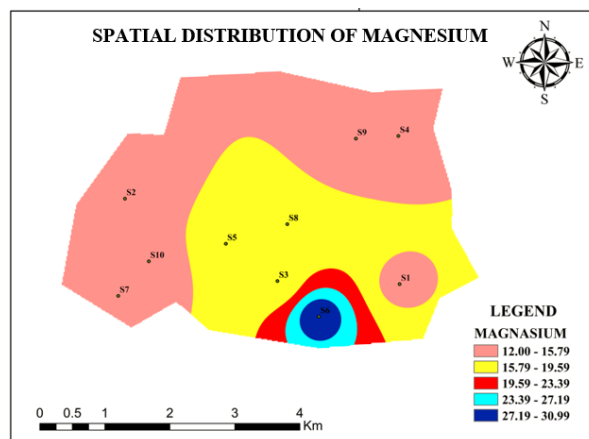 SPATIAL DISTRIBUTION OF MAGNESIUM
N
W E
S
S9 S4
S2
S8
S5
S10
S3 S1
S7
S6
LEGEND
MAGNASIUM
12.00 - 15.79
15.79 - 19.59
19.59 - 23.39
23.39 - 27.19
27.19 - 30.99
0 0.5 1 2 3 4
Km